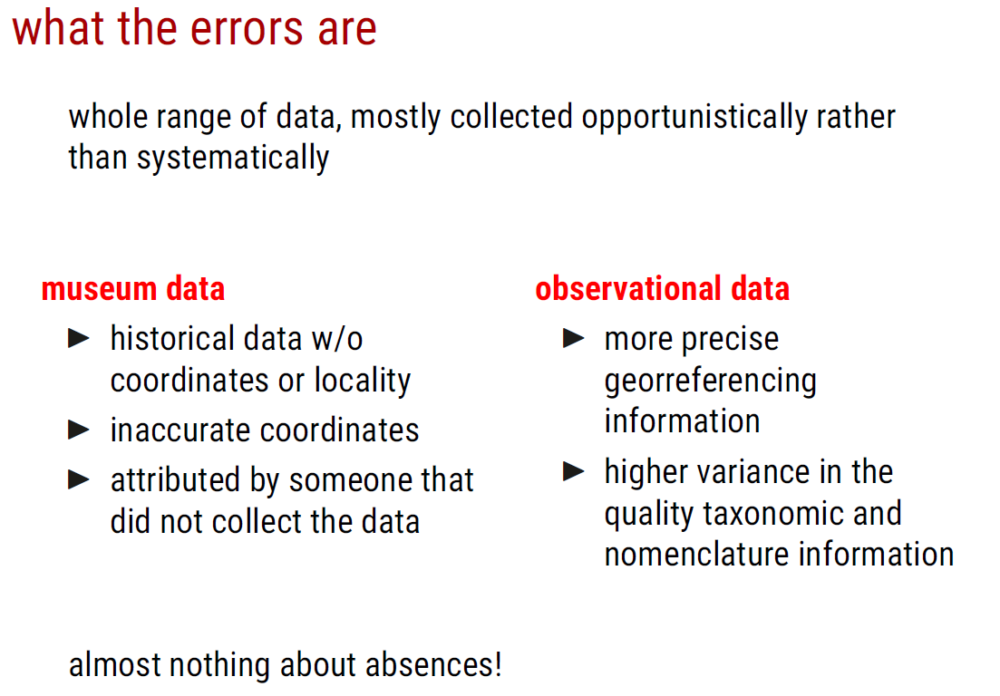 what the errors are
whole range of data, mostly collected opportunistically rather
than systematically
museum data
► historical data w/o
coordinates or locality
► inaccurate coordinates
► attributed by someone that
did not collect the data
observational data
► more precise
georreferencing
information
► higher variance in the
quality taxonomic and
nomenclature information
almost nothing about absences!